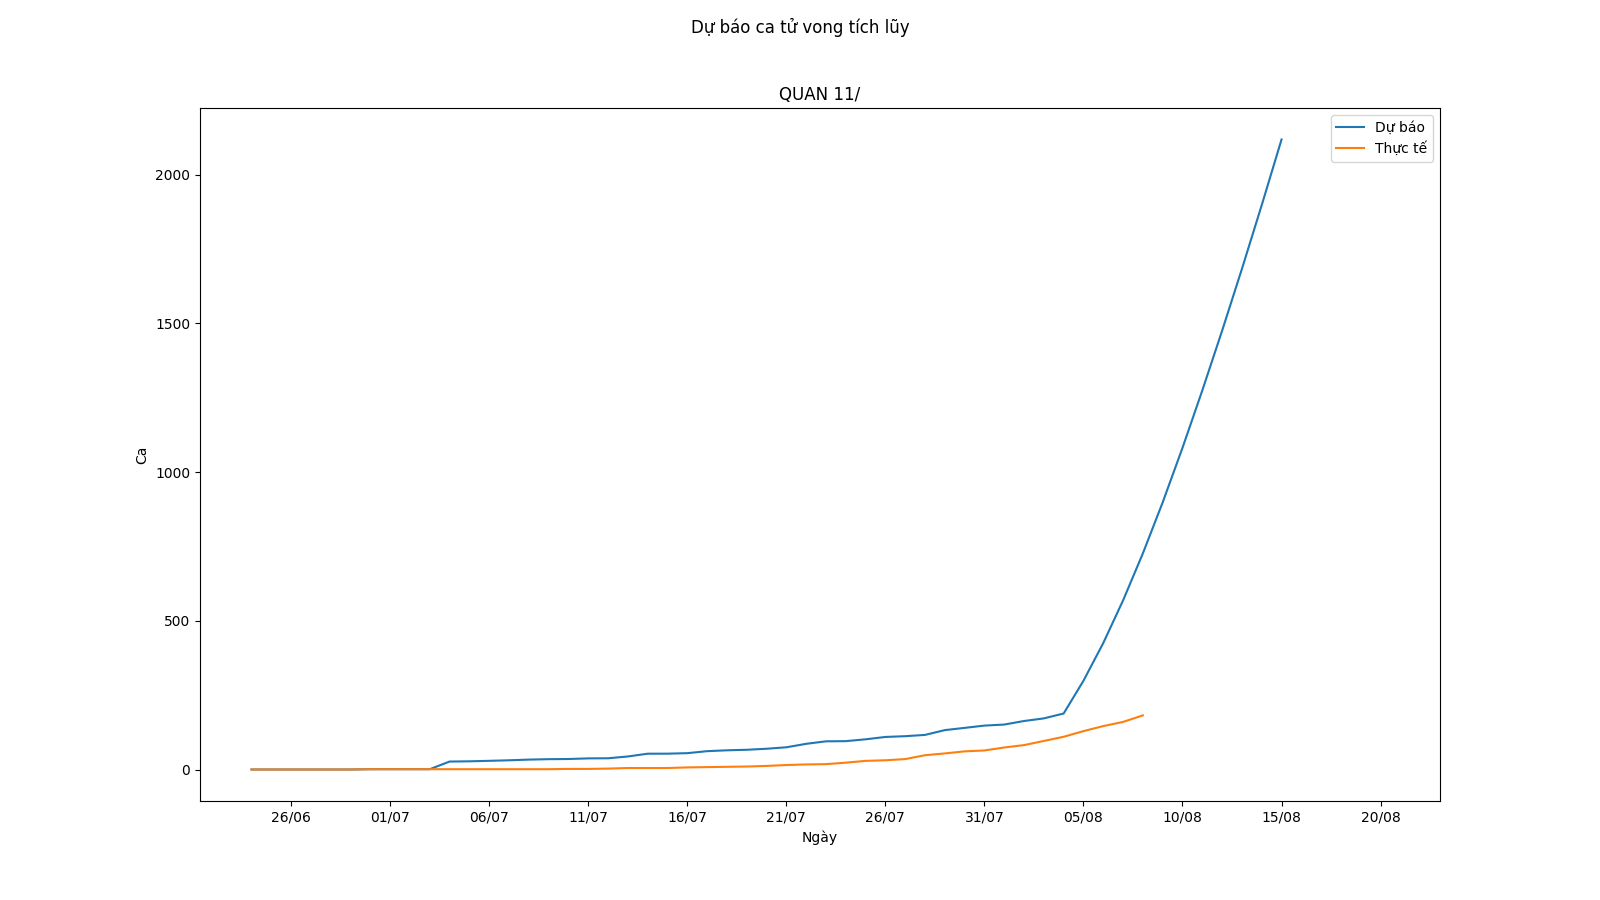 Dự báo ca tử vong tích lũy
QUAN 11/
Dự báo
Thực tế
2000
1500
1000
500
0
Ca
26/06 01/07 06/07 11/07 16/07 21/07 26/07 31/07 05/08 10/08 15/08 20/08
Ngày